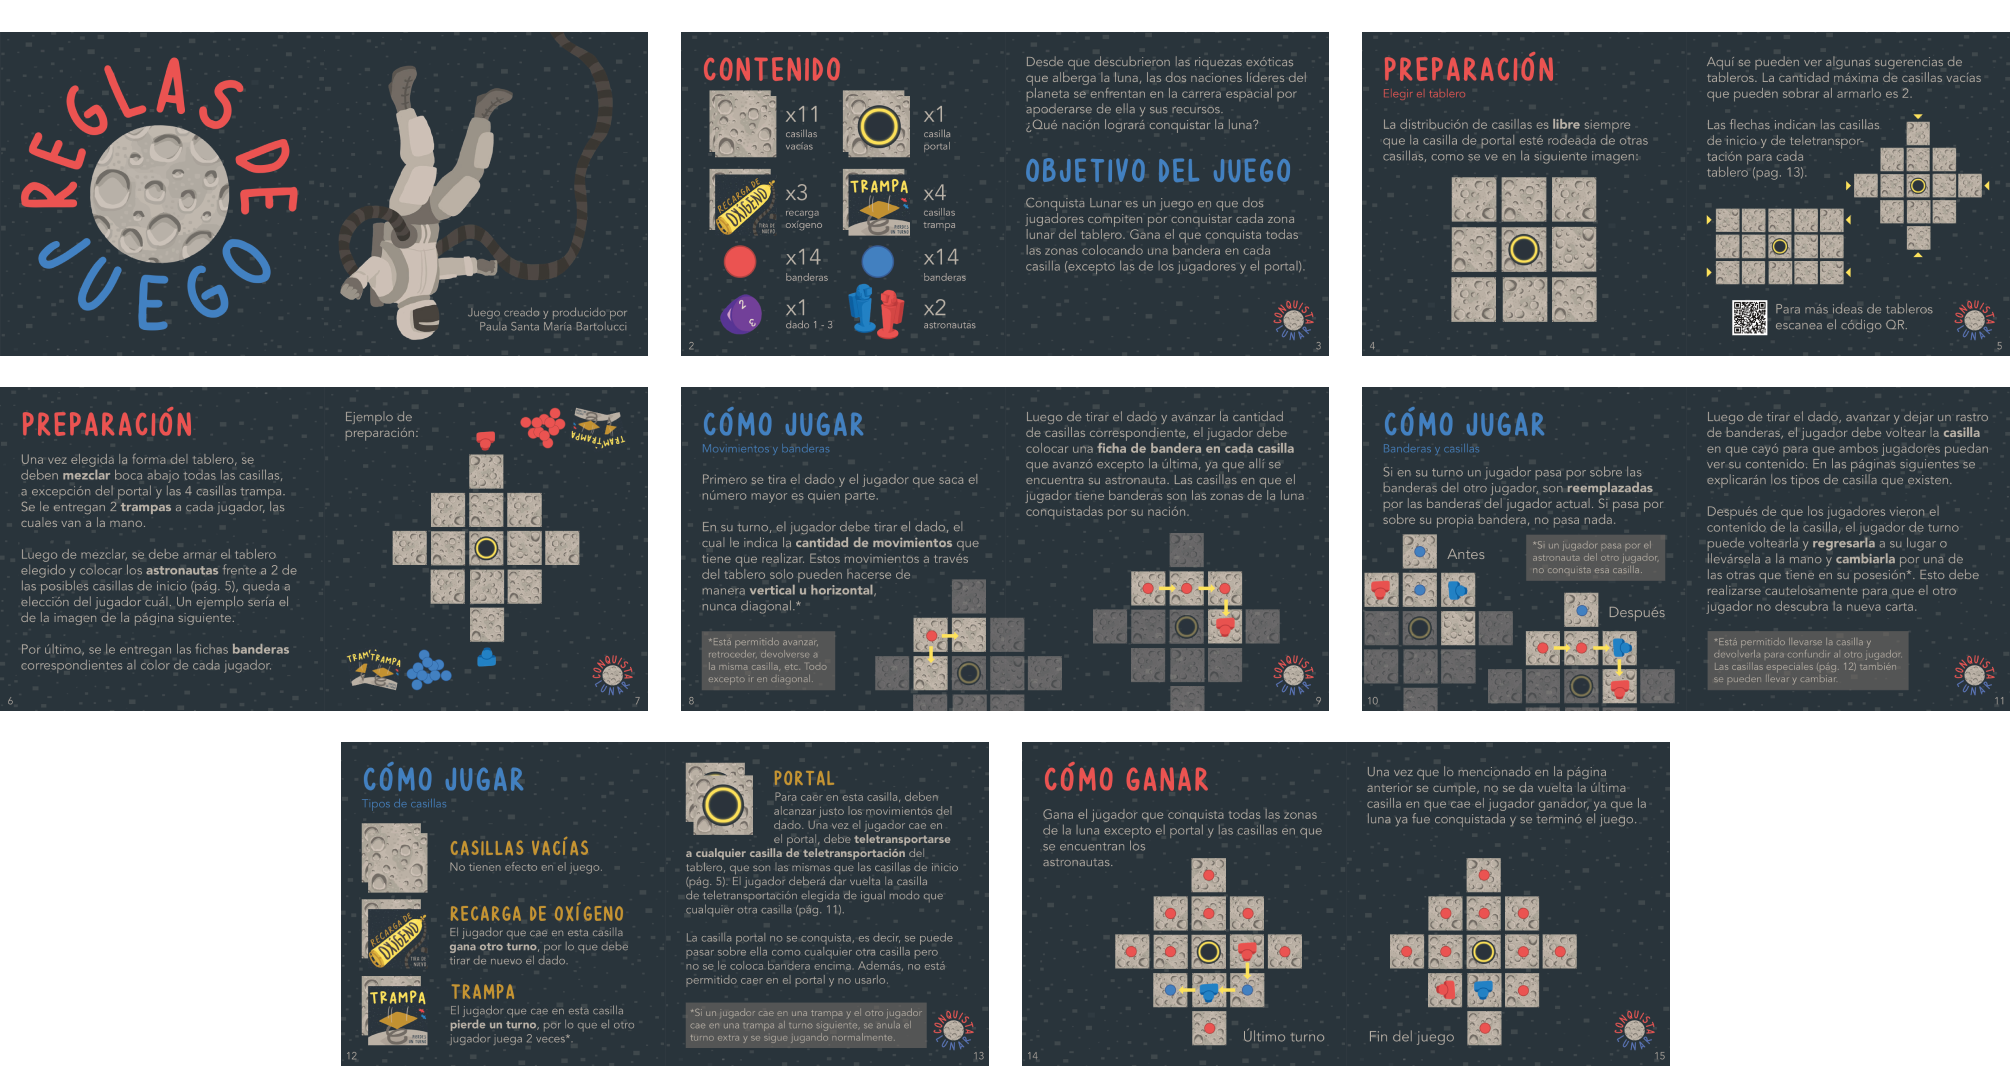 REGLAS DE
JUEGO
Juego creado y producido por
Paula Santa María Bartolucci
CONTENIDO
x11
casillas
vacías
x1
casilla
portal
RECARGA DE
OXÍGENO
TIRA DE
NUEVO
x3
recarga
oxígeno
TRAMPA
PIERDES
UN TURNO
x4
casillas
trampa
x14
banderas
x14
banderas
2
3
x1
dado 1 - 3
x2
astronautas
2
Desde que descubrieron las riquezas exóticas
que alberga la luna, las dos naciones líderes del
planeta se enfrentan en la carrera espacial por
apoderarse de ella y sus recursos.
¿Qué nación logrará conquistar la luna?
OBJETIVO DEL JUEGO
Conquista Lunar es un juego en que dos
jugadores compiten por conquistar cada zona
lunar del tablero. Gana el que conquista todas
las zonas colocando una bandera en cada
casilla (excepto las de los jugadores y el portal).
CONQUISTA
LUNAR
3
PREPARACIÓN
Elegir el tablero
La distribución de casillas es libre siempre
que la casilla de portal esté rodeada de otras
casillas, como se ve en la siguiente imagen:
4
Aquí se pueden ver algunas sugerencias de
tableros. La cantidad máxima de casillas vacías
que pueden sobrar al armarlo es 2.
Las flechas indican las casillas
de inicio y de teletranspor-
tación para cada
tablero (pag. 13).
Para más ideas de tableros
escanea el código QR.
CONQUISTA
LUNAR
5
PREPARACIÓN
Una vez elegida la forma del tablero, se
deben mezclar boca abajo todas las casillas,
a excepción del portal y las 4 casillas trampa.
Se le entregan 2 trampas a cada jugador, las
cuales van a la mano.
Luego de mezclar, se debe armar el tablero
elegido y colocar los astronautas frente a 2 de
las posibles casillas de inicio (pág. 5), queda a
elección del jugador cuál. Un ejemplo sería el
de la imagen de la página siguiente.
Por último, se le entregan las fichas banderas
correspondientes al color de cada jugador.
6
Ejemplo de
preparación:
TRAM TRAMPA
TRAM TRAMPA
CONQUISTA
LUNAR
7
CÓMO JUGAR
Movimientos y banderas
Primero se tira el dado y el jugador que saca el
número mayor es quien parte.
En su turno, el jugador debe tirar el dado, el
cual le indica la cantidad de movimientos que
tiene que realizar. Estos movimientos a través
del tablero solo pueden hacerse de
manera vertical u horizontal,
nunca diagonal.*
*Está permitido avanzar,
retroceder, devolverse a
la misma casilla, etc. Todo
excepto ir en diagonal.
8
Luego de tirar el dado y avanzar la cantidad
de casillas correspondiente, el jugador debe
colocar una ficha de bandera en cada casilla
que avanzó excepto la última, ya que allí se
encuentra su astronauta. Las casillas en que el
jugador tiene banderas son las zonas de la luna
conquistadas por su nación.
CONQUISTA
LUNAR
9
CÓMO JUGAR
Banderas y casillas
Si en su turno un jugador pasa por sobre las
banderas del otro jugador, son reemplazadas
por las banderas del jugador actual. Si pasa por
sobre su propia bandera, no pasa nada.
Antes
*Si un jugador pasa por el
astronauta del otro jugador,
no conquista esa casilla.
Después
10
Luego de tirar el dado, avanzar y dejar un rastro
de banderas, el jugador debe voltear la casilla
en que cayó para que ambos jugadores puedan
ver su contenido. En las páginas siguientes se
explicarán los tipos de casilla que existen.
Después de que los jugadores vieron el
contenido de la casilla, el jugador de turno
puede voltearla y regresarla a su lugar o
llevársela a la mano y cambiarla por una de
las otras que tiene en su posesión*. Esto debe
realizarse cautelosamente para que el otro
jugador no descubra la nueva carta.
*Está permitido llevarse la casilla y
devolverla para confundir al otro jugador.
Las casillas especiales (pág. 12) también
se pueden llevar y cambiar.
CONQUISTA
LUNAR
11
CÓMO JUGAR
Tipos de casillas
CASILLAS VACÍAS
No tienen efecto en el juego.
RECARGA DE
OXÍGENO
TIRA DE
NUEVO
RECARGA DE OXÍGENO
El jugador que cae en esta casilla
gana otro turno, por lo que debe
tirar de nuevo el dado.
TRAMPA
PIERDES
UN TURNO
TRAMPA
El jugador que cae en esta casilla
pierde un turno, por lo que el otro
jugador juega 2 veces*.
12
PORTAL
Para caer en esta casilla, deben
alcanzar justo los movimientos del
dado. Una vez el jugador cae en
el portal, debe teletransportarse
a cualquier casilla de teletransportación del
tablero, que son las mismas que las casillas de inicio
(pág. 5). El jugador deberá dar vuelta la casilla
de teletransportación elegida de igual modo que
cualquier otra casilla (pág. 11).
La casilla portal no se conquista, es decir, se puede
pasar sobre ella como cualquier otra casilla pero
no se le coloca bandera encima. Además, no está
permitido caer en el portal y no usarlo.
*Si un jugador cae en una trampa y el otro jugador
cae en una trampa al turno siguiente, se anula el
turno extra y se sigue jugando normalmente.
CONQUISTA
LUNAR
13
CÓMO GANAR
Gana el jugador que conquista todas las zonas
de la luna excepto el portal y las casillas en que
se encuentran los
astronautas.
Último turno
14
Una vez que lo mencionado en la página
anterior se cumple, no se da vuelta la última
casilla en que cae el jugador ganador, ya que la
luna ya fue conquistada y se terminó el juego.
Fin del juego
CONQUISTA
LUNAR
15